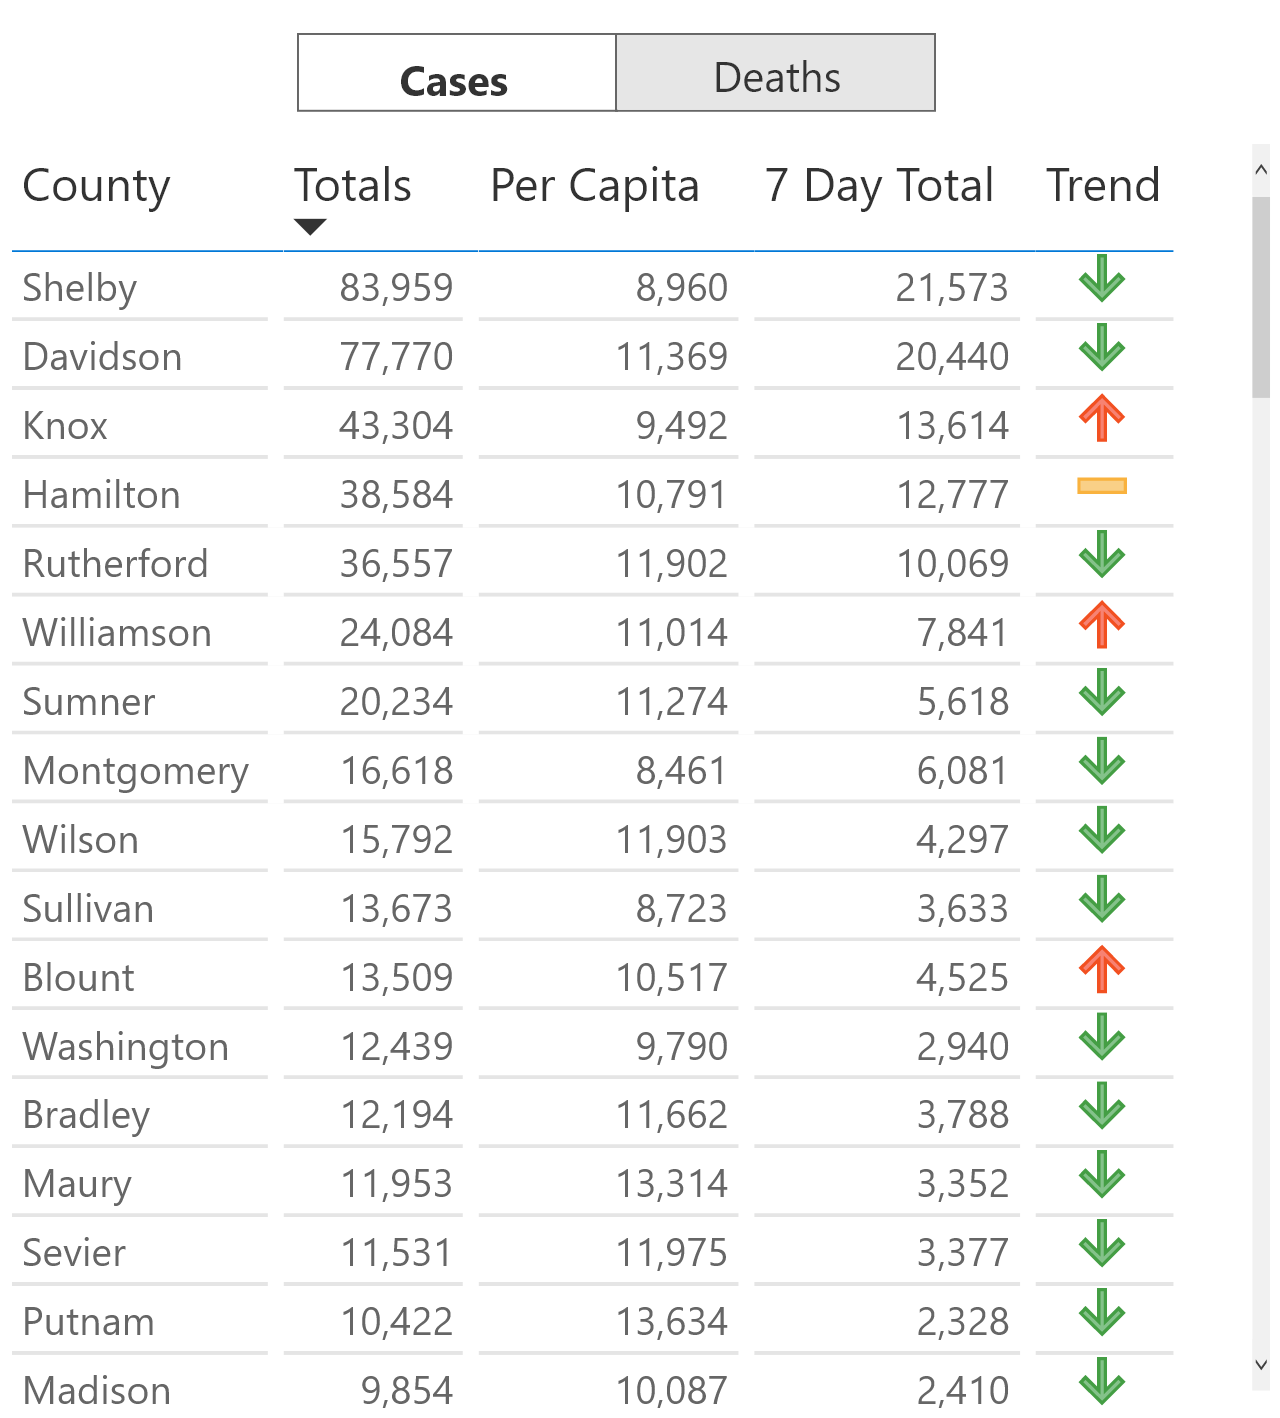 Cases Deaths
County Totals Per Capita 7 Day Total Trend
Shelby 83,959 8,960 21,573
Davidson 77,770 11,369 20,440
Knox 43,304 9,492 13,614
Hamilton 38,584 10,791 12,777
Rutherford 36,557 11,902 10,069
Williamson 24,084 11,014 7,841
Sumner 20,234 11,274 5,618
Montgomery 16,618 8,461 6,081
Wilson 15,792 11,903 4,297
Sullivan 13,673 8,723 3,633
Blount 13,509 10,517 4,525
Washington 12,439 9,790 2,940
Bradley 12,194 11,662 3,788
Maury 11,953 13,314 3,352
Sevier 11,531 11,975 3,377
Putnam 10,422 13,634 2,328
Madison 9,854 10,087 2,410